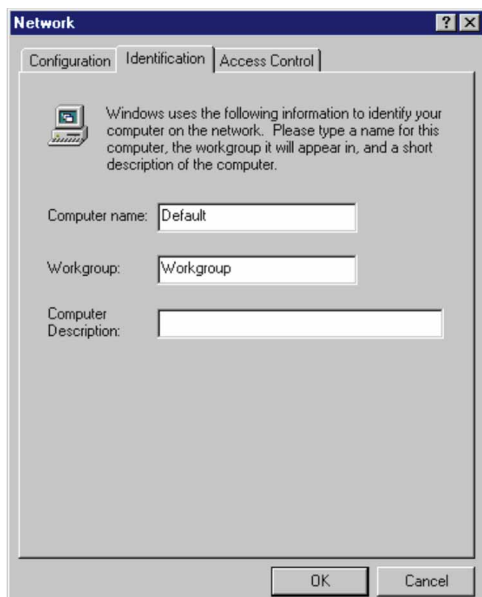 Network
Configuration Identification Access Control
Windows uses the following information to identify your
computer on the network. Please type a name for this
computer, the workgroup it will appear in, and a short
description of the computer.
Computer name: Default
Workgroup: Workgroup
Computer
Description:
OK Cancel